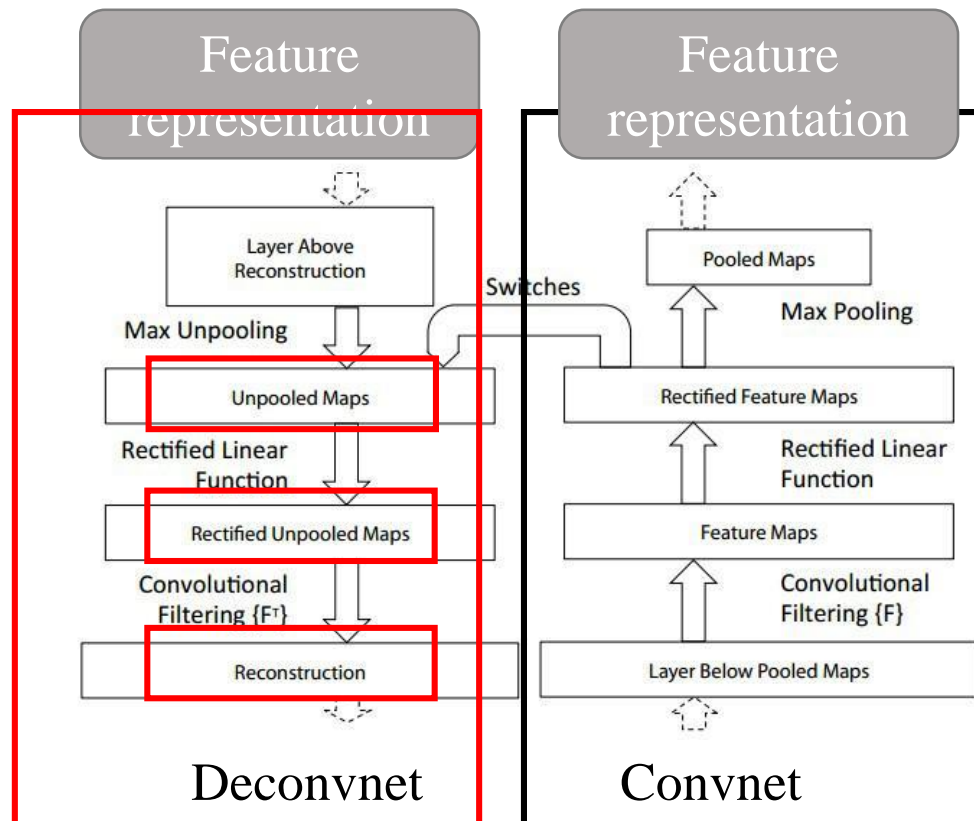 Feature
representation
Layer Above
Reconstruction
Max Unpooling
Unpooled Maps
Rectified Linear
Function
Rectified Unpooled Maps
Convolutional
Filtering {Fᵀ}
Reconstruction
Deconvnet
Switches
Feature
representation
Pooled Maps
Max Pooling
Rectified Feature Maps
Rectified Linear
Function
Feature Maps
Convolutional
Filtering {F}
Layer Below Pooled Maps
Convnet